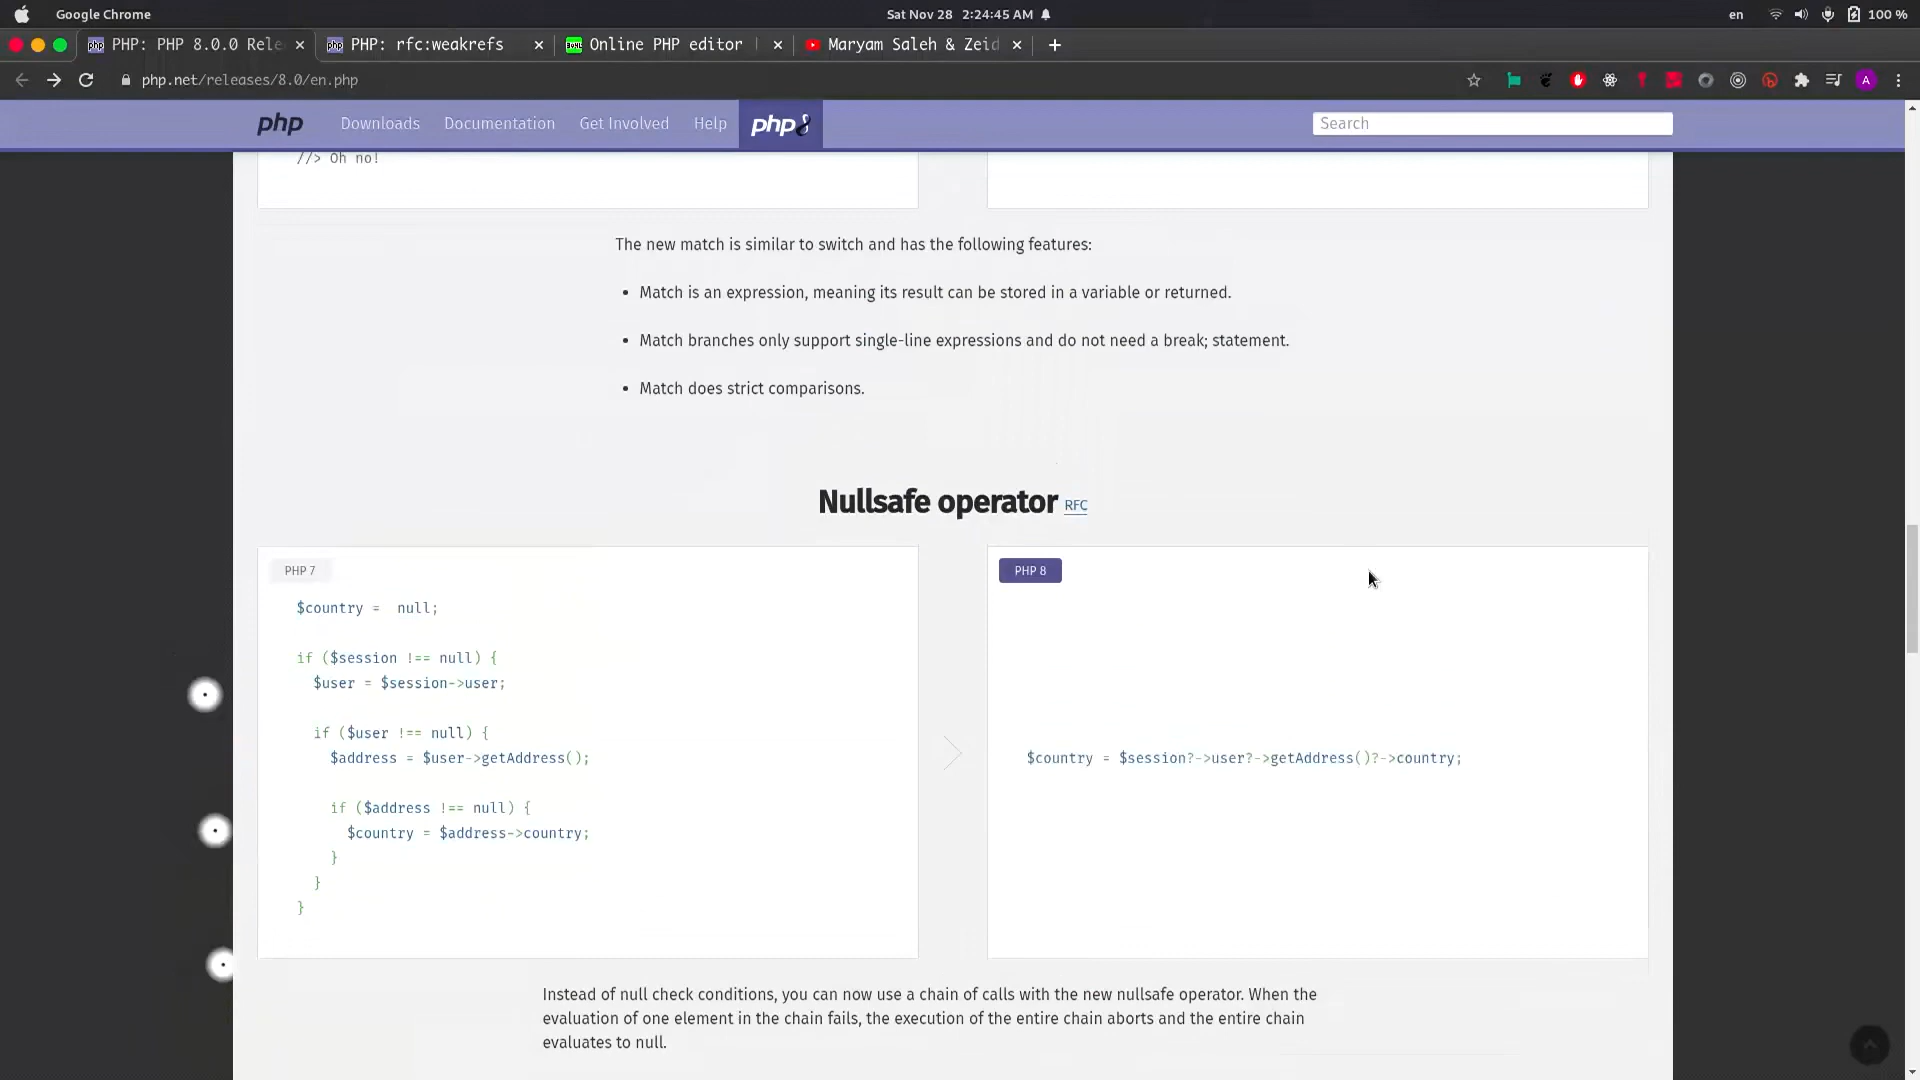 Google Chrome
Sat Nov 28 2:24:45 AM
en
100 %
PHP: PHP 8.0.0 Rele
PHP: rfc:weakrefs
Online PHP editor
Maryam Saleh & Zeid
php.net/releases/8.0/en.php
A
php
Downloads
Documentation
Get Involved
Help
php8
Search
//> Oh no!
The new match is similar to switch and has the following features:
• Match is an expression, meaning its result can be stored in a variable or returned.
• Match branches only support single-line expressions and do not need a break; statement.
• Match does strict comparisons.
Nullsafe operator RFC
PHP 7
$country =  null;
if ($session !== null) {
  $user = $session->user;
  if ($user !== null) {
    $address = $user->getAddress();
    if ($address !== null) {
      $country = $address->country;
    }
  }
}
PHP 8
$country = $session?->user?->getAddress()?->country;
Instead of null check conditions, you can now use a chain of calls with the new nullsafe operator. When the
evaluation of one element in the chain fails, the execution of the entire chain aborts and the entire chain
evaluates to null.